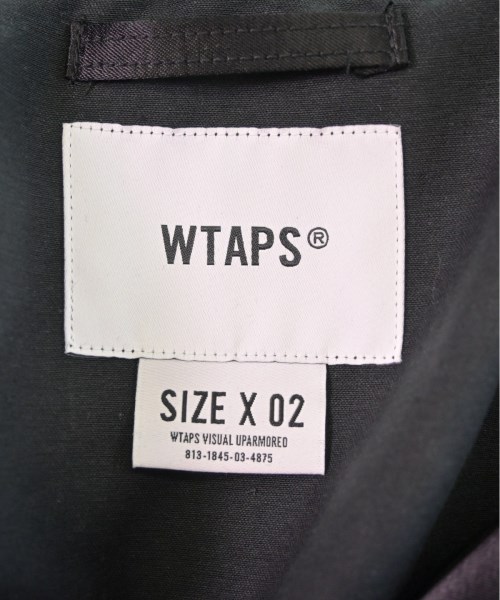 WTAPS®
SIZE X 02
WTAPS VISUAL UPARMORED
813-1845-03-4875